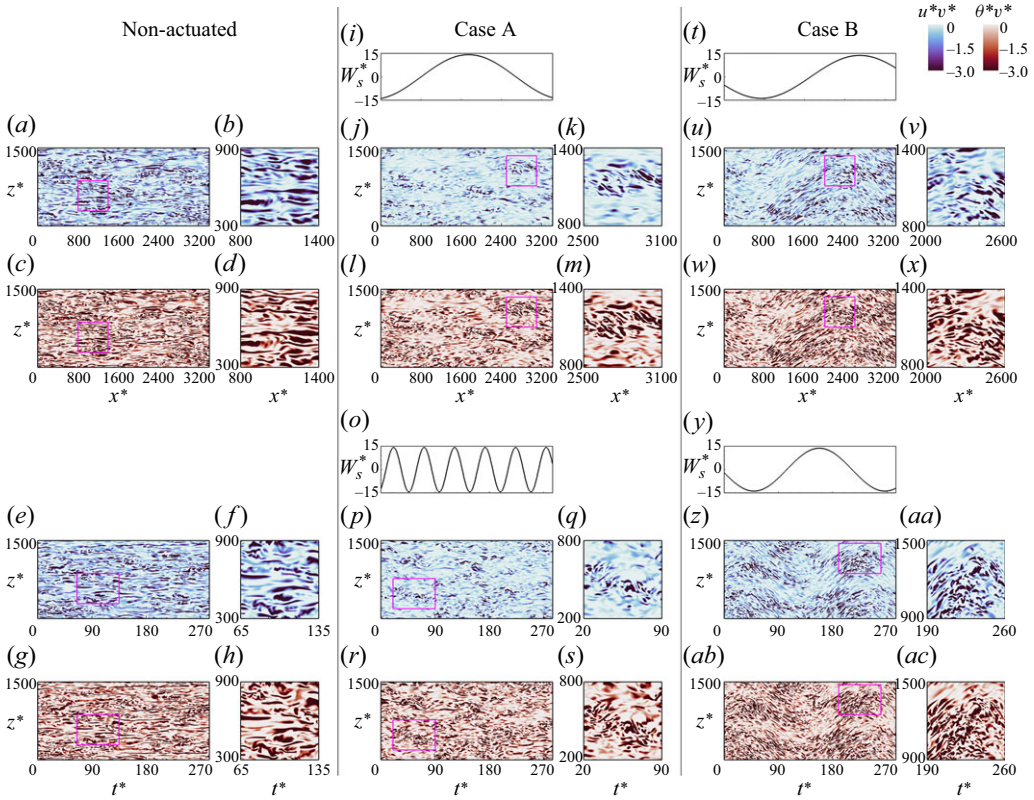 Non-actuated
Case A
Case B
u*v* 0 −1.5 −3.0
θ*v* 0 −1.5 −3.0
(i) W_s^* 15 0 −15
(t) W_s^* 15 0 −15
(a) z* 1500 0 0 800 1600 2400 3200
(b) 900 300 800 1400
(j) z* 1500 0 0 800 1600 2400 3200
(k) 1400 800 2500 3100
(u) z* 1500 0 0 800 1600 2400 3200
(v) 1400 800 2000 2600
(c) z* 1500 0 0 800 1600 2400 3200 x*
(d) 900 300 800 1400 x*
(l) z* 1500 0 0 800 1600 2400 3200 x*
(m) 1400 800 2500 3100 x*
(w) z* 1500 0 0 800 1600 2400 3200 x*
(x) 1400 800 2000 2600 x*
(o) W_s^* 15 0 −15
(y) W_s^* 15 0 −15
(e) z* 1500 0 0 90 180 270
(f) 900 300 65 135
(p) z* 1500 0 0 90 180 270
(q) 800 200 20 90
(z) z* 1500 0 0 90 180 270
(aa) 1500 900 190 260
(g) z* 1500 0 0 90 180 270 t*
(h) 900 300 65 135 t*
(r) z* 1500 0 0 90 180 270 t*
(s) 800 200 20 90 t*
(ab) z* 1500 0 0 90 180 270 t*
(ac) 1500 900 190 260 t*